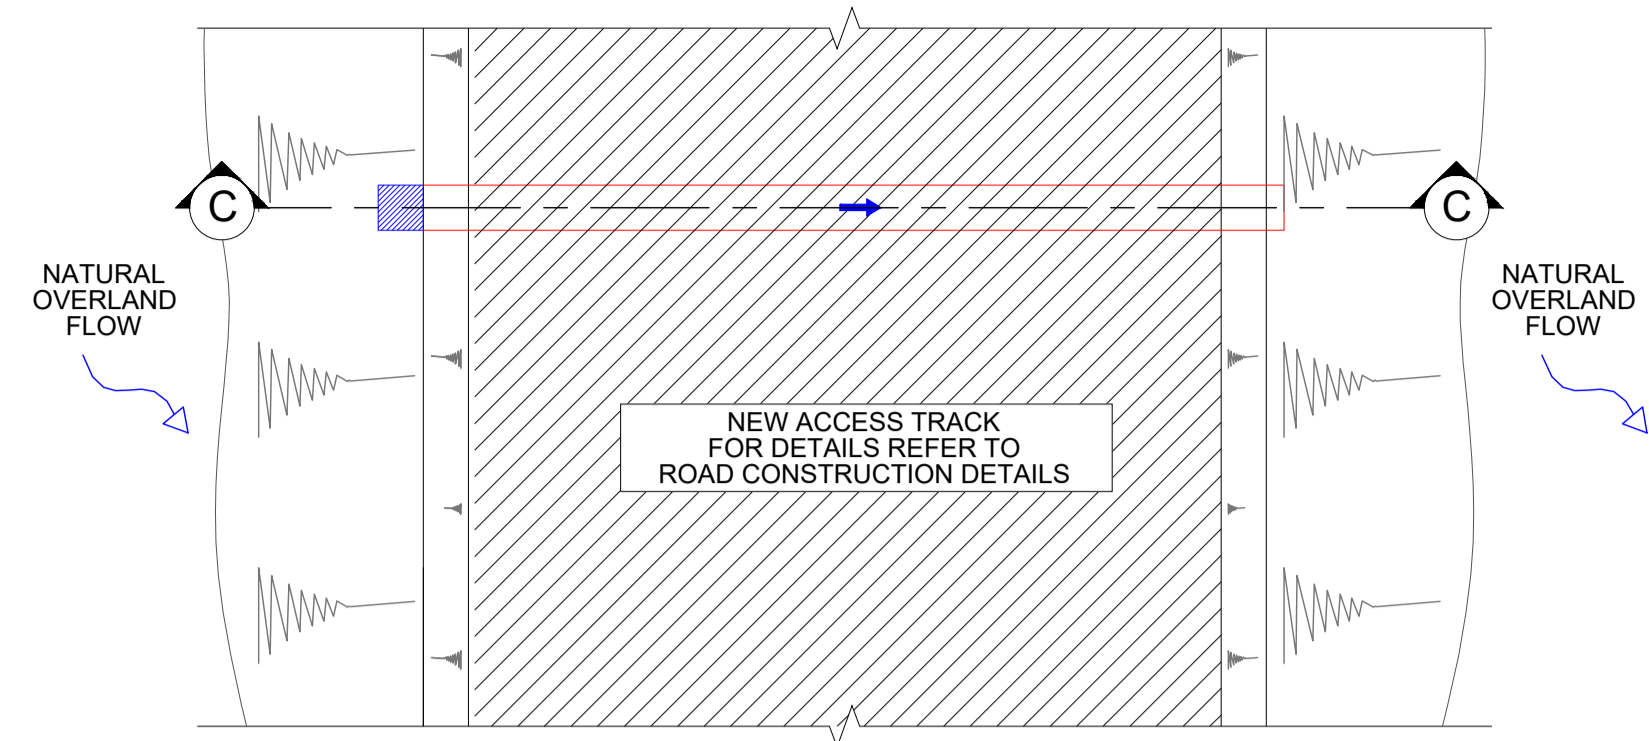 C
C
NATURAL
OVERLAND
FLOW
NATURAL
OVERLAND
FLOW
NEW ACCESS TRACK
FOR DETAILS REFER TO
ROAD CONSTRUCTION DETAILS